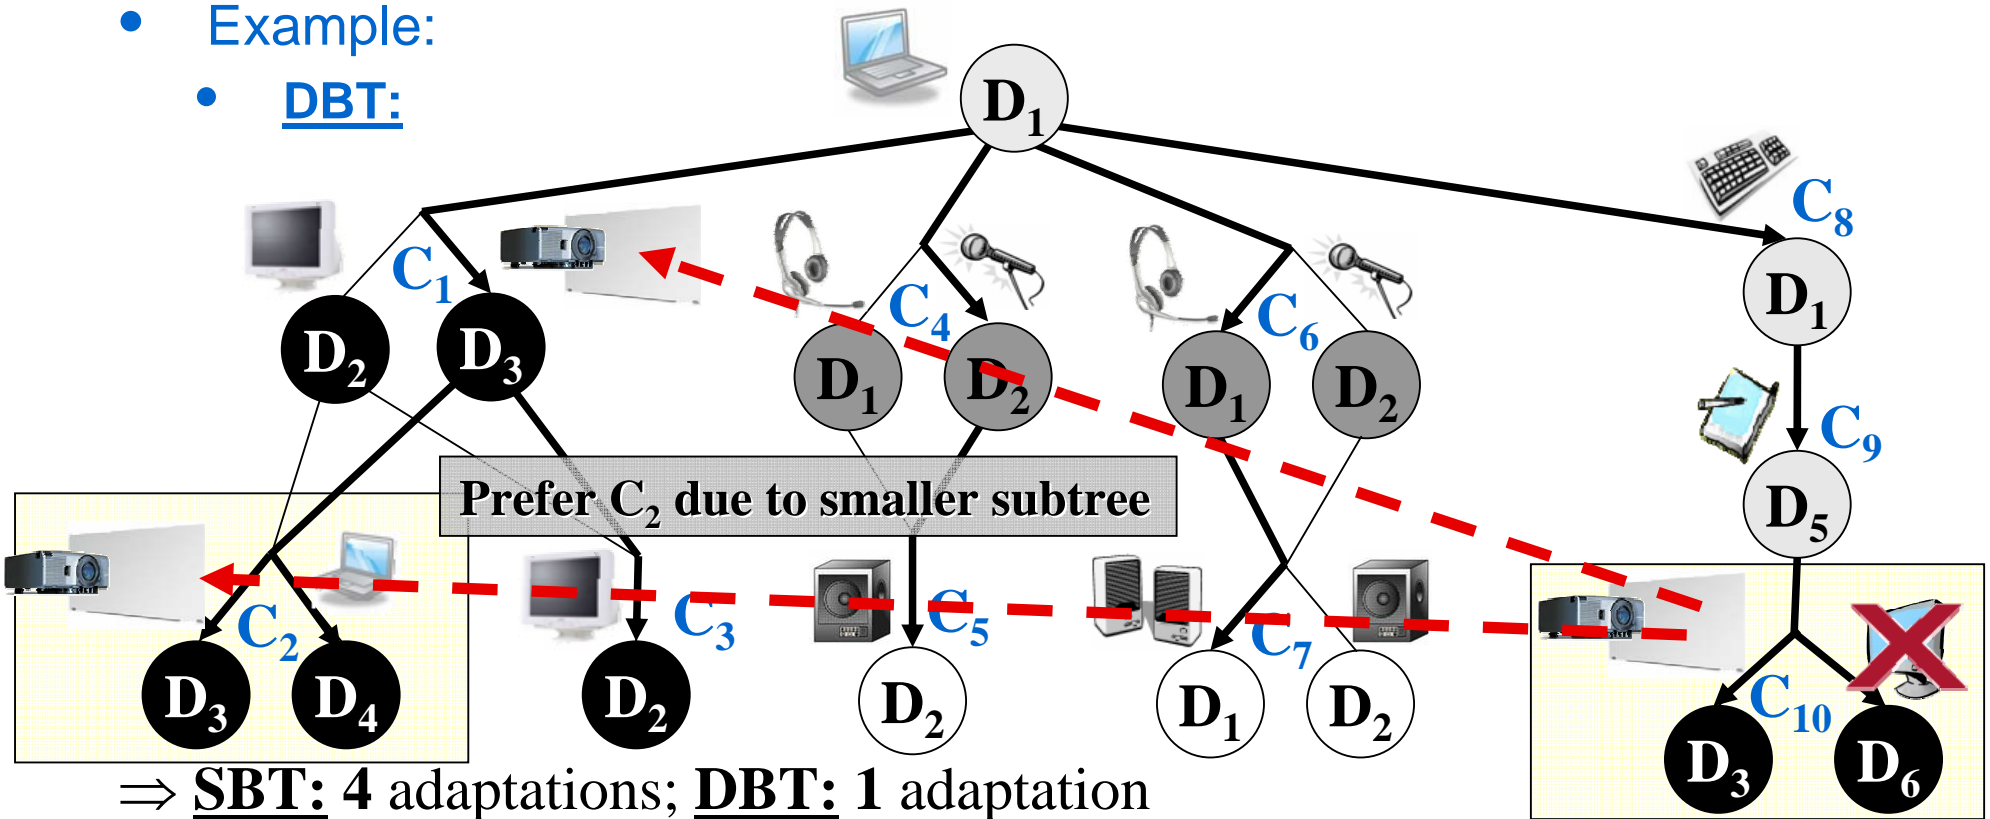 • Example:
• DBT:
D1
C8
C1
C4
C6
D1
D2
D3
D1
D2
D1
D2
C9
Prefer C2 due to smaller subtree
D5
C2
C3
C5
C7
C10
D3
D4
D2
D2
D1
D2
D3
D6
⇒ SBT: 4 adaptations; DBT: 1 adaptation